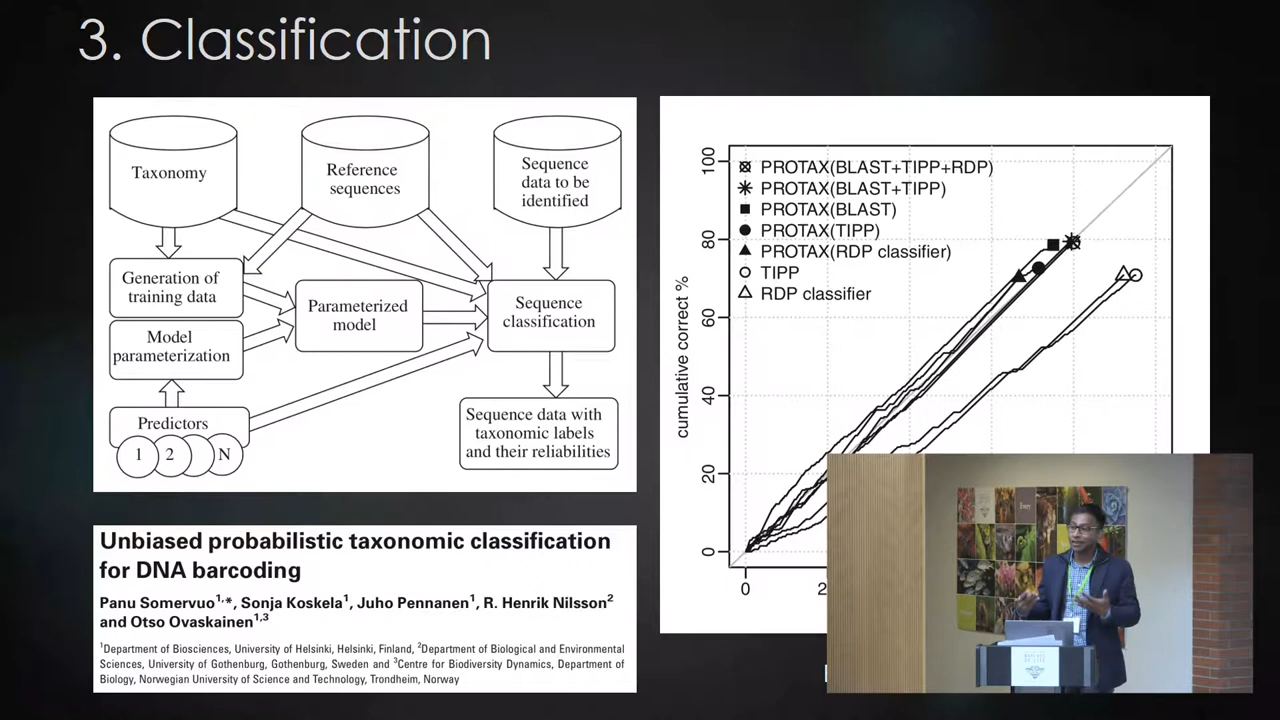 3. Classification
Taxonomy
Reference
sequences
Sequence
data to be
identified
Generation of
training data
Parameterized
model
Sequence
classification
Model
parameterization
Predictors
1 2 N
Sequence data with
taxonomic labels
and their reliabilities
Unbiased probabilistic taxonomic classification
for DNA barcoding
Panu Somervuo1,*, Sonja Koskela1, Juho Pennanen1, R. Henrik Nilsson2
and Otso Ovaskainen1,3
1Department of Biosciences, University of Helsinki, Helsinki, Finland, 2Department of Biological and Environmental
Sciences, University of Gothenburg, Gothenburg, Sweden and 3Centre for Biodiversity Dynamics, Department of
Biology, Norwegian University of Science and Technology, Trondheim, Norway
PROTAX(BLAST+TIPP+RDP)
PROTAX(BLAST+TIPP)
PROTAX(BLAST)
PROTAX(TIPP)
PROTAX(RDP classifier)
TIPP
RDP classifier
cumulative correct %
100
80
60
40
20
0
0
2